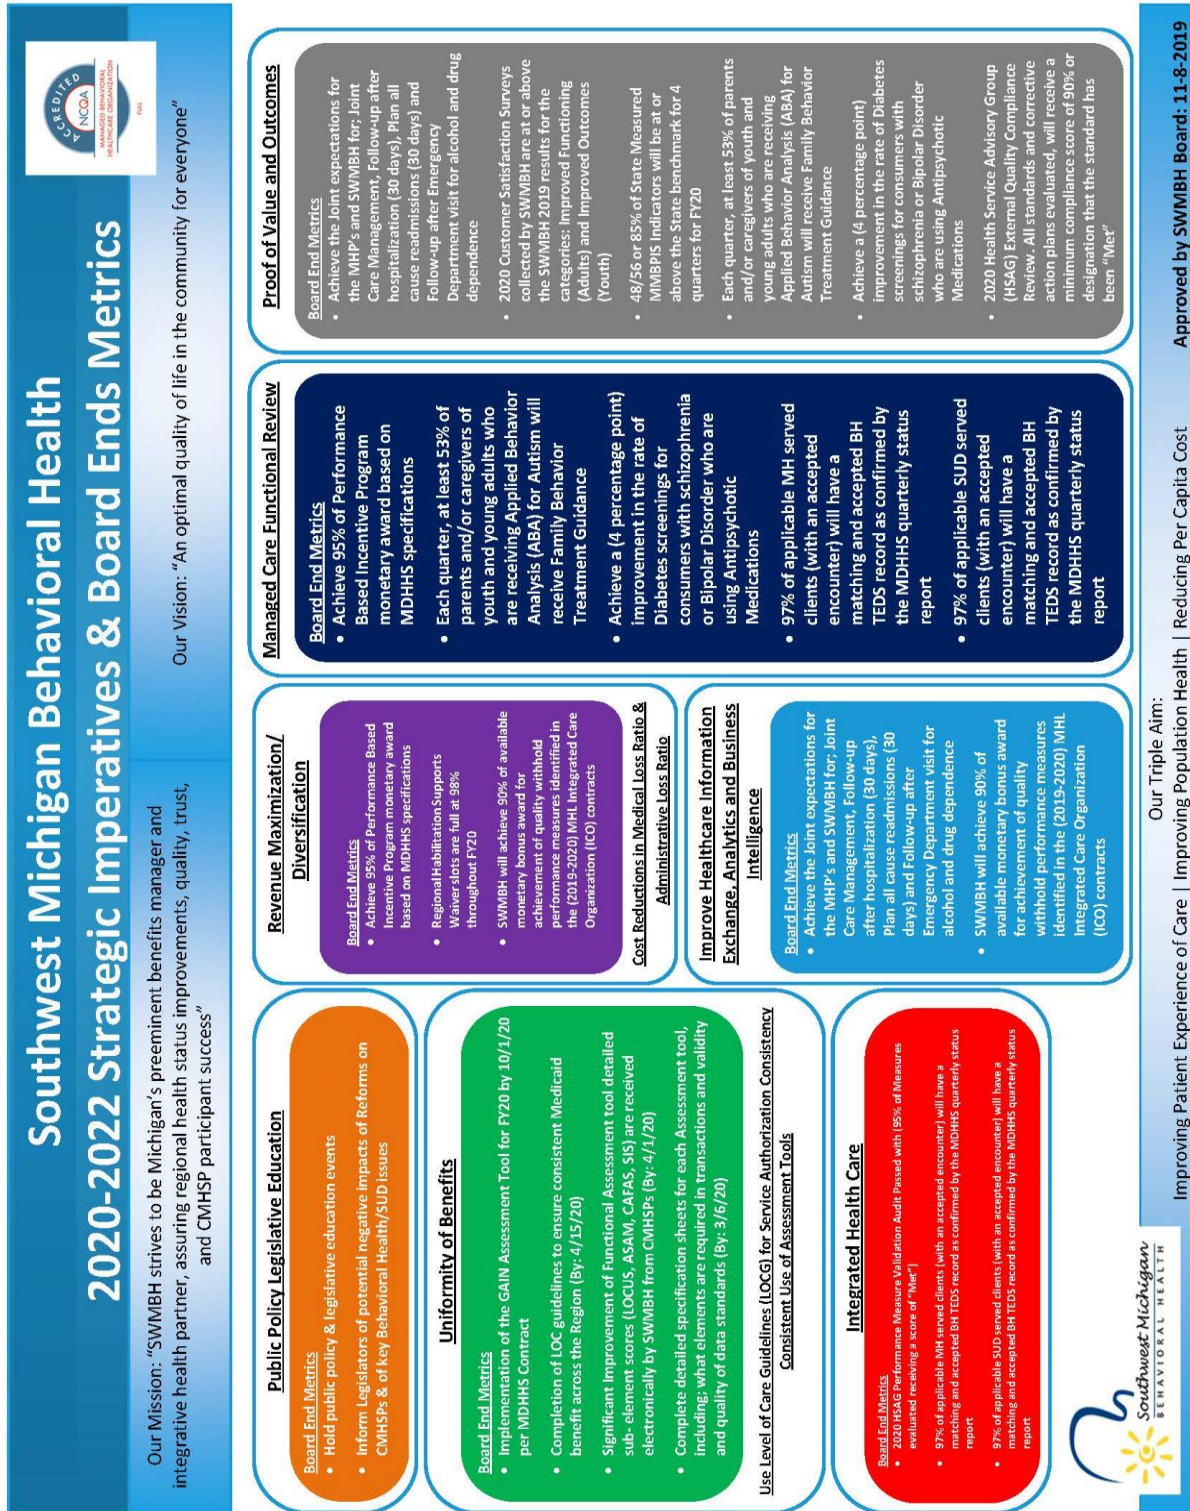 Southwest Michigan Behavioral Health
2020-2022 Strategic Imperatives & Board Ends Metrics
ACCREDITED
NCQA
MANAGED BEHAVIORAL
HEALTHCARE ORGANIZATION
FULL
Our Mission: “SWMBH strives to be Michigan’s preeminent benefits manager and
integrative health partner, assuring regional health status improvements, quality, trust,
and CMHSP participant success”
Our Vision: “An optimal quality of life in the community for everyone”
Public Policy Legislative Education
Board End Metrics
• Hold public policy & legislative education events
• Inform Legislators of potential negative impacts of Reforms on
CMHSPs & of key Behavioral Health/SUD issues
Uniformity of Benefits
Board End Metrics
• Implementation of the GAIN Assessment Tool for FY20 by 10/1/20
per MDHHS Contract
• Completion of LOC guidelines to ensure consistent Medicaid
benefit across the Region (By: 4/15/20)
• Significant Improvement of Functional Assessment tool detailed
sub- element scores (LOCUS, ASAM, CAFAS, SIS) are received
electronically by SWMBH from CMHSPs (By: 4/1/20)
• Complete detailed specification sheets for each Assessment tool,
including; what elements are required in transactions and validity
and quality of data standards (By: 3/6/20)
Use Level of Care Guidelines (LOCG) for Service Authorization Consistency
Consistent Use of Assessment Tools
Integrated Health Care
Board End Metrics
• 2020 HSAG Performance Measure Validation Audit Passed with (95% of Measures
evaluated receiving a score of “Met”)
• 97% of applicable MH served clients (with an accepted encounter) will have a
matching and accepted BH TEDS record as confirmed by the MDHHS quarterly status
report
• 97% of applicable SUD served clients (with an accepted encounter) will have a
matching and accepted BH TEDS record as confirmed by the MDHHS quarterly status
report
Revenue Maximization/
Diversification
Board End Metrics
• Achieve 95% of Performance Based
Incentive Program monetary award
based on MDHHS specifications
• Regional Habilitation Supports
Waiver slots are full at 98%
throughout FY20
• SWMBH will achieve 90% of available
monetary bonus award for
achievement of quality withhold
performance measures identified in
the (2019-2020) MHL Integrated Care
Organization (ICO) contracts
Cost Reductions in Medical Loss Ratio &
Administrative Loss Ratio
Improve Healthcare Information
Exchange, Analytics and Business
Intelligence
Board End Metrics
• Achieve the Joint expectations for
the MHP’s and SWMBH for; Joint
Care Management, Follow-up
after hospitalization (30 days),
Plan all cause readmissions (30
days) and Follow-up after
Emergency Department visit for
alcohol and drug dependence
• SWMBH will achieve 90% of
available monetary bonus award
for achievement of quality
withhold performance measures
identified in the (2019-2020) MHL
Integrated Care Organization
(ICO) contracts
Managed Care Functional Review
Board End Metrics
• Achieve 95% of Performance
Based Incentive Program
monetary award based on
MDHHS specifications
• Each quarter, at least 53% of
parents and/or caregivers of
youth and young adults who
are receiving Applied Behavior
Analysis (ABA) for Autism will
receive Family Behavior
Treatment Guidance
• Achieve a (4 percentage point)
improvement in the rate of
Diabetes screenings for
consumers with schizophrenia
or Bipolar Disorder who are
using Antipsychotic
Medications
• 97% of applicable MH served
clients (with an accepted
encounter) will have a
matching and accepted BH
TEDS record as confirmed by
the MDHHS quarterly status
report
• 97% of applicable SUD served
clients (with an accepted
encounter) will have a
matching and accepted BH
TEDS record as confirmed by
the MDHHS quarterly status
report
Proof of Value and Outcomes
Board End Metrics
• Achieve the Joint expectations for
the MHP’s and SWMBH for; Joint
Care Management, Follow-up after
hospitalization (30 days), Plan all
cause readmissions (30 days) and
Follow-up after Emergency
Department visit for alcohol and drug
dependence
• 2020 Customer Satisfaction Surveys
collected by SWMBH are at or above
the SWMBH 2019 results for the
categories: Improved Functioning
(Adults) and Improved Outcomes
(Youth)
• 48/56 or 85% of State Measured
MMBPIS Indicators will be at or
above the State benchmark for 4
quarters for FY20
• Each quarter, at least 53% of parents
and/or caregivers of youth and
young adults who are receiving
Applied Behavior Analysis (ABA) for
Autism will receive Family Behavior
Treatment Guidance
• Achieve a (4 percentage point)
improvement in the rate of Diabetes
screenings for consumers with
schizophrenia or Bipolar Disorder
who are using Antipsychotic
Medications
• 2020 Health Service Advisory Group
(HSAG) External Quality Compliance
Review. All standards and corrective
action plans evaluated, will receive a
minimum compliance score of 90% or
designation that the standard has
been “Met”
Southwest Michigan
BEHAVIORAL HEALTH
Our Triple Aim:
Improving Patient Experience of Care | Improving Population Health | Reducing Per Capita Cost
Approved by SWMBH Board: 11-8-2019